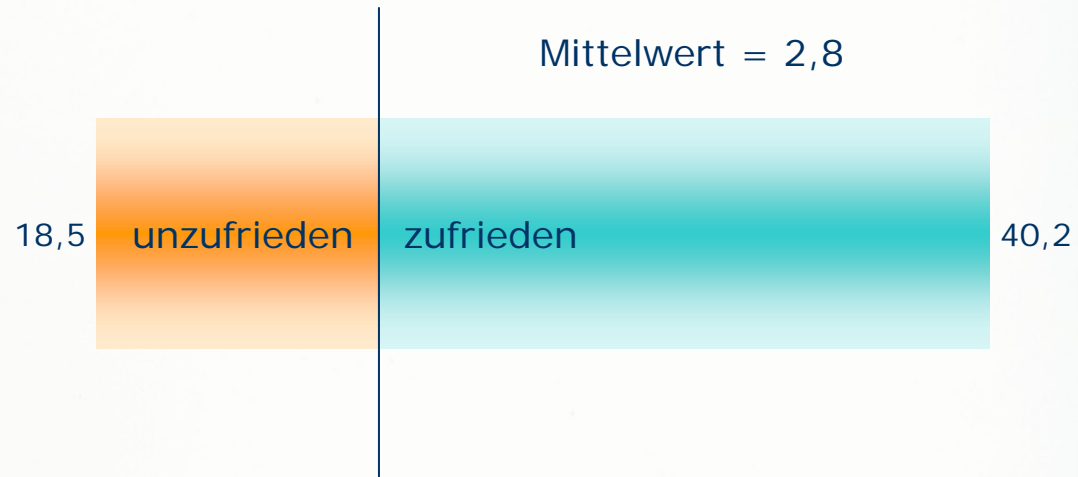 Mittelwert = 2,8
18,5 unzufrieden zufrieden 40,2